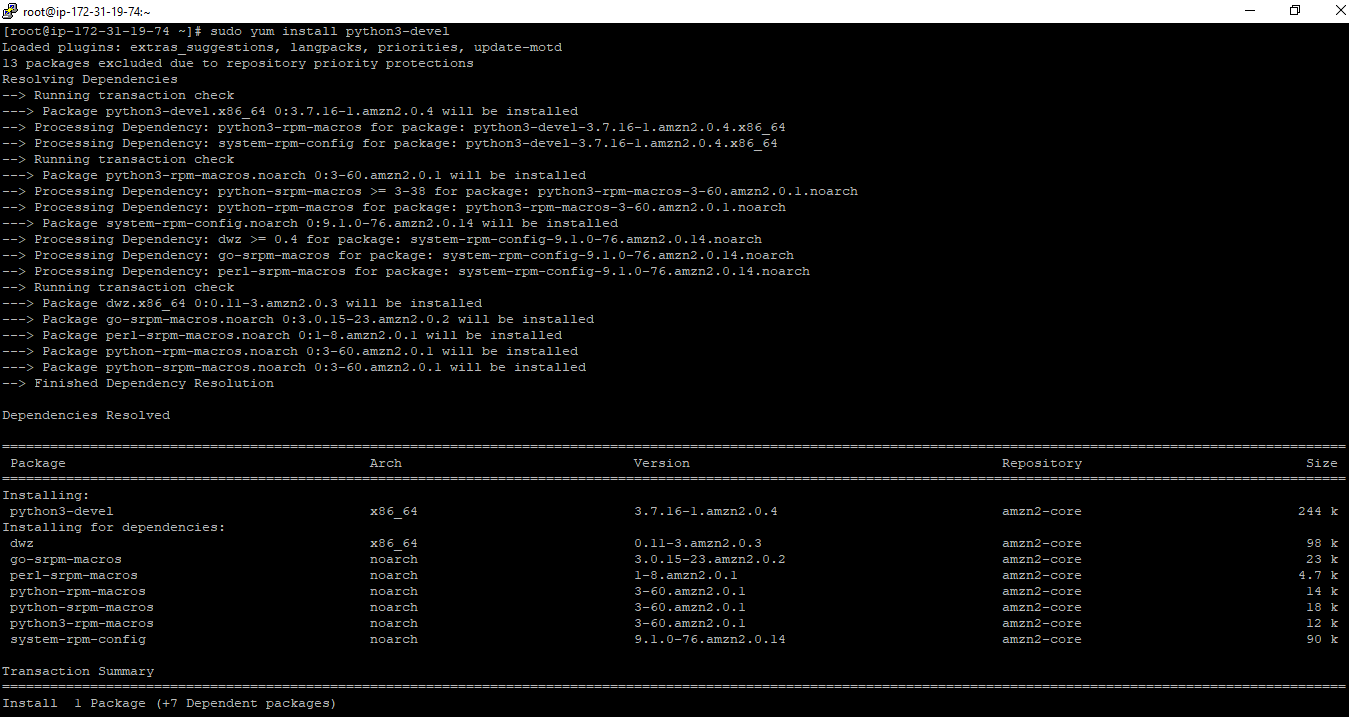 root@ip-172-31-19-74:~
[root@ip-172-31-19-74 ~]# sudo yum install python3-devel
Loaded plugins: extras_suggestions, langpacks, priorities, update-motd
13 packages excluded due to repository priority protections
Resolving Dependencies
--> Running transaction check
---> Package python3-devel.x86_64 0:3.7.16-1.amzn2.0.4 will be installed
--> Processing Dependency: python3-rpm-macros for package: python3-devel-3.7.16-1.amzn2.0.4.x86_64
--> Processing Dependency: system-rpm-config for package: python3-devel-3.7.16-1.amzn2.0.4.x86_64
--> Running transaction check
---> Package python3-rpm-macros.noarch 0:3-60.amzn2.0.1 will be installed
--> Processing Dependency: python-srpm-macros >= 3-38 for package: python3-rpm-macros-3-60.amzn2.0.1.noarch
--> Processing Dependency: python-rpm-macros for package: python3-rpm-macros-3-60.amzn2.0.1.noarch
---> Package system-rpm-config.noarch 0:9.1.0-76.amzn2.0.14 will be installed
--> Processing Dependency: dwz >= 0.4 for package: system-rpm-config-9.1.0-76.amzn2.0.14.noarch
--> Processing Dependency: go-srpm-macros for package: system-rpm-config-9.1.0-76.amzn2.0.14.noarch
--> Processing Dependency: perl-srpm-macros for package: system-rpm-config-9.1.0-76.amzn2.0.14.noarch
--> Running transaction check
---> Package dwz.x86_64 0:0.11-3.amzn2.0.3 will be installed
---> Package go-srpm-macros.noarch 0:3.0.15-23.amzn2.0.2 will be installed
---> Package perl-srpm-macros.noarch 0:1-8.amzn2.0.1 will be installed
---> Package python-rpm-macros.noarch 0:3-60.amzn2.0.1 will be installed
---> Package python-srpm-macros.noarch 0:3-60.amzn2.0.1 will be installed
--> Finished Dependency Resolution
Dependencies Resolved
Package Arch Version Repository Size
Installing:
python3-devel x86_64 3.7.16-1.amzn2.0.4 amzn2-core 244 k
Installing for dependencies:
dwz x86_64 0.11-3.amzn2.0.3 amzn2-core 98 k
go-srpm-macros noarch 3.0.15-23.amzn2.0.2 amzn2-core 23 k
perl-srpm-macros noarch 1-8.amzn2.0.1 amzn2-core 4.7 k
python-rpm-macros noarch 3-60.amzn2.0.1 amzn2-core 14 k
python-srpm-macros noarch 3-60.amzn2.0.1 amzn2-core 18 k
python3-rpm-macros noarch 3-60.amzn2.0.1 amzn2-core 12 k
system-rpm-config noarch 9.1.0-76.amzn2.0.14 amzn2-core 90 k
Transaction Summary
Install 1 Package (+7 Dependent packages)